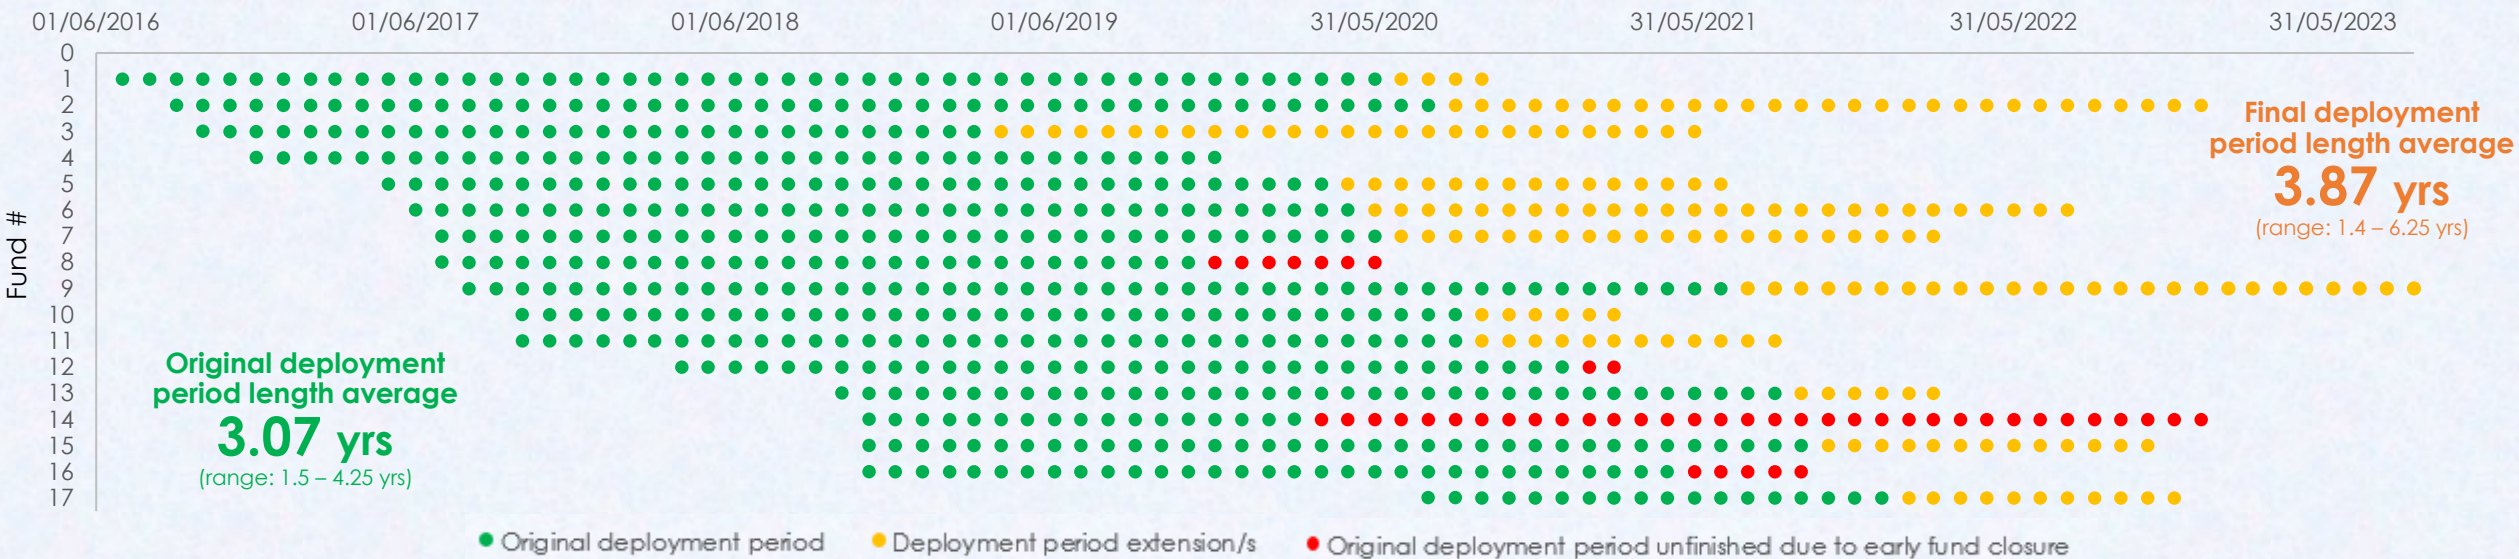 01/06/2016 01/06/2017 01/06/2018 01/06/2019 31/05/2020 31/05/2021 31/05/2022 31/05/2023
0
1
2
3
4
5
6
7
8
9
10
11
12
13
14
15
16
17
Fund #
Final deployment
period length average
3.87 yrs
(range: 1.4 – 6.25 yrs)
Original deployment
period length average
3.07 yrs
(range: 1.5 – 4.25 yrs)
Original deployment period Deployment period extension/s Original deployment period unfinished due to early fund closure